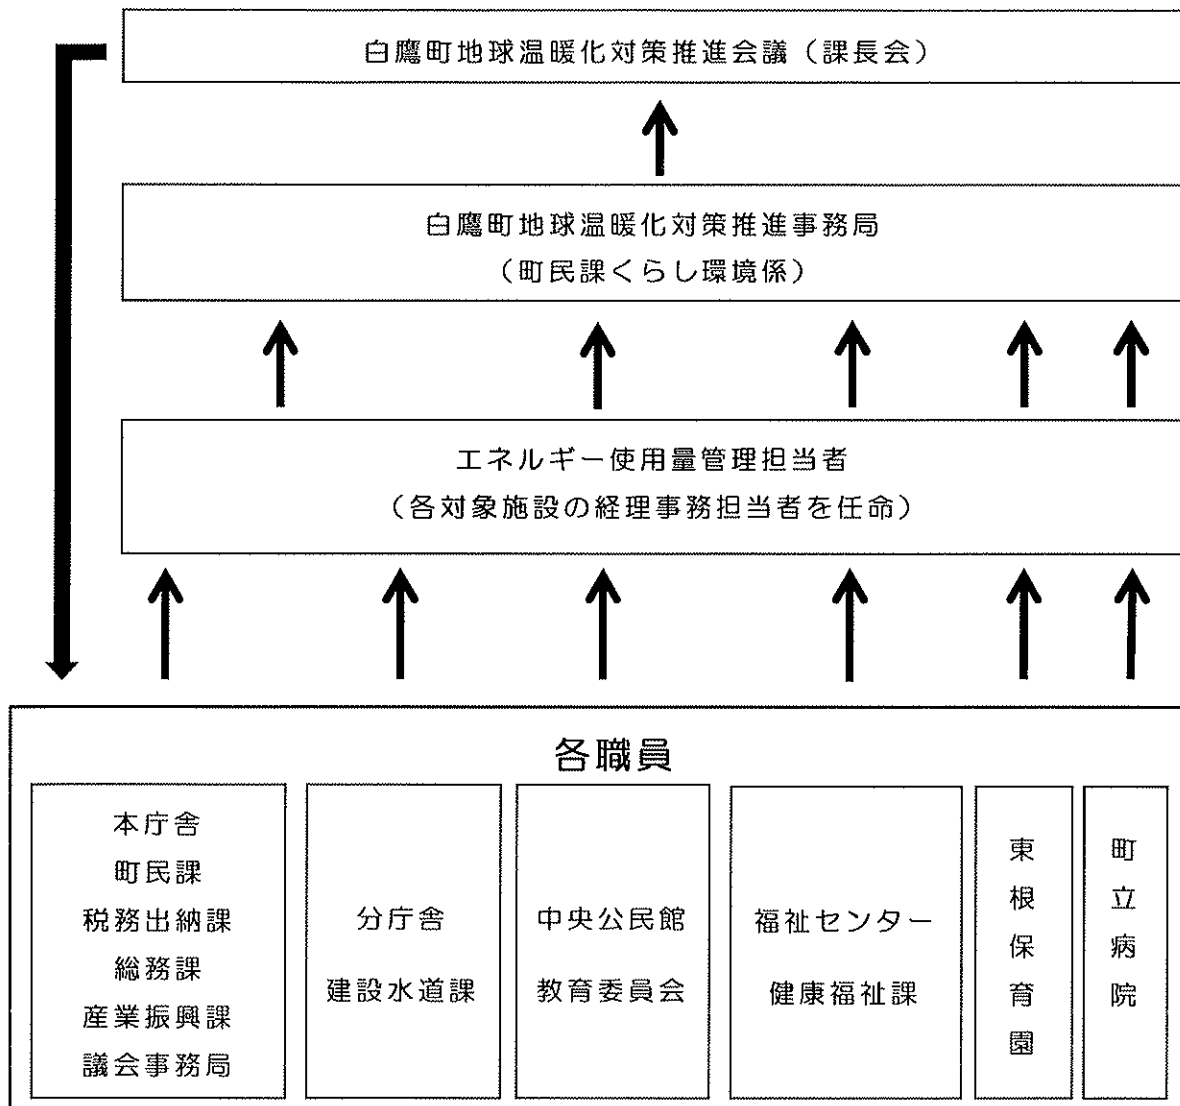 白鷹町地球温暖化対策推進会議（課長会）
白鷹町地球温暖化対策推進事務局
（町民課くらし環境係）
エネルギー使用量管理担当者
（各対象施設の経理事務担当者を任命）
各職員
本庁舎
町民課
税務出納課
総務課
産業振興課
議会事務局
分庁舎
建設水道課
中央公民館
教育委員会
福祉センター
健康福祉課
東根保育園
町立病院